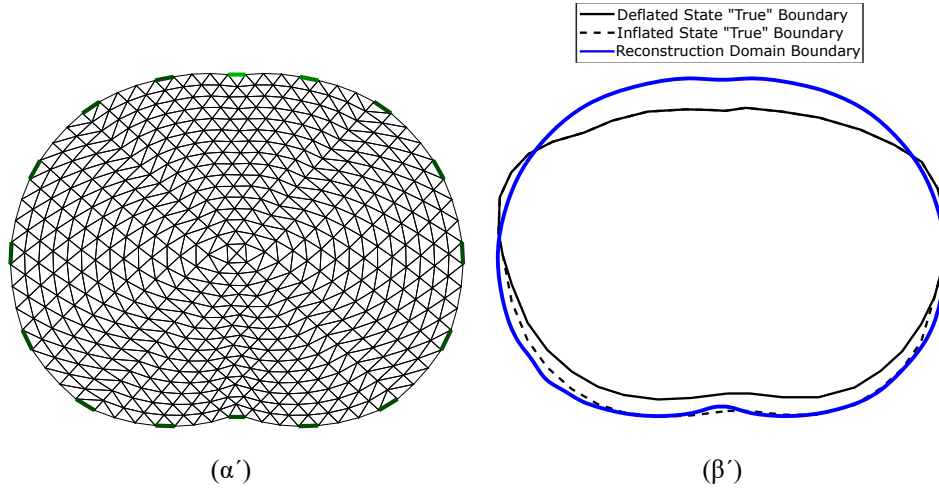 Deflated State "True" Boundary
Inflated State "True" Boundary
Reconstruction Domain Boundary
(α´)
(β´)